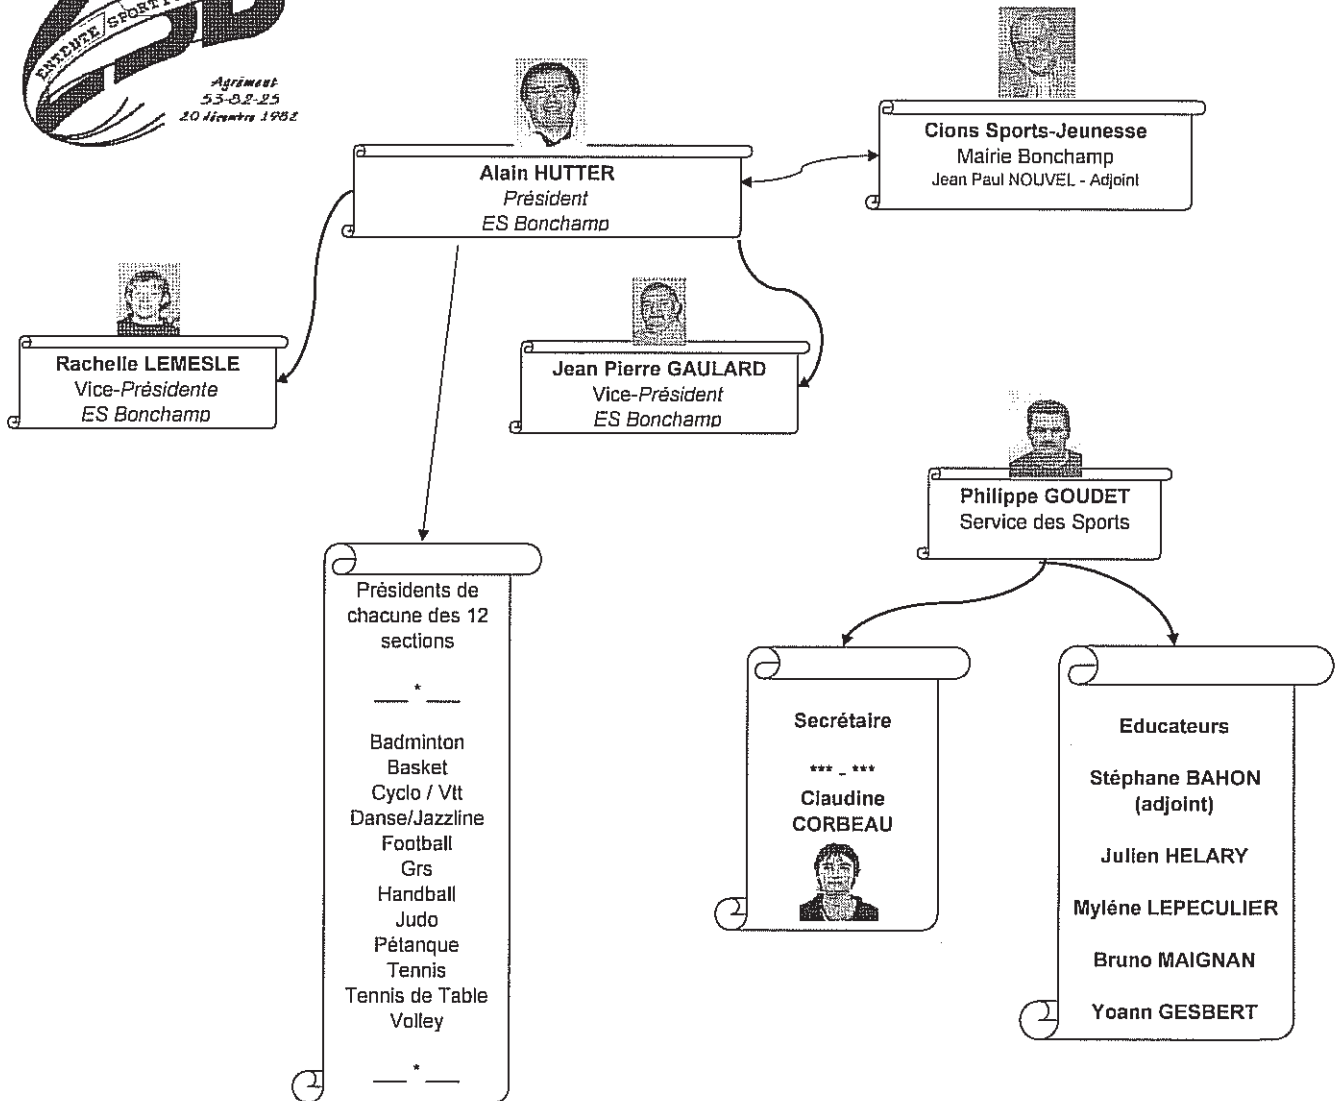 ENTENTE SPORT
Agrément
53-82-25
20 décembre 1982
Cions Sports-Jeunesse
Mairie Bonchamp
Jean Paul NOUVEL - Adjoint
Alain HUTTER
Président
ES Bonchamp
Rachelle LEMESLE
Vice-Présidente
ES Bonchamp
Jean Pierre GAULARD
Vice-Président
ES Bonchamp
Philippe GOUDET
Service des Sports
Présidents de
chacune des 12
sections
___ * ___
Badminton
Basket
Cyclo / Vtt
Danse/Jazzline
Football
Grs
Handball
Judo
Pétanque
Tennis
Tennis de Table
Volley
___ * ___
Secrétaire
*** - ***
Claudine
CORBEAU
Educateurs
Stéphane BAHON
(adjoint)
Julien HELARY
Myléne LEPECULIER
Bruno MAIGNAN
Yoann GESBERT